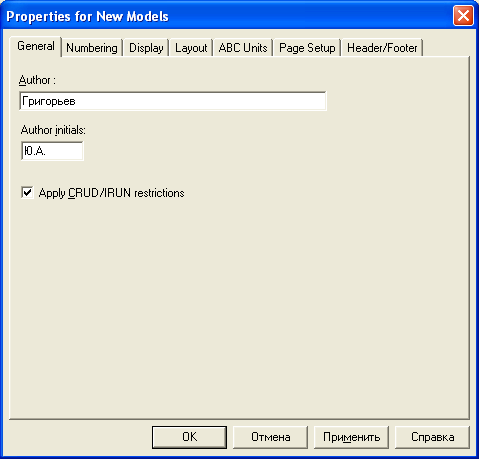 Properties for New Models
General Numbering Display Layout ABC Units Page Setup Header/Footer
Author :
Григорьев
Author initials:
Ю.А.
Apply CRUD/IRUN restrictions
OK Отмена Применить Справка